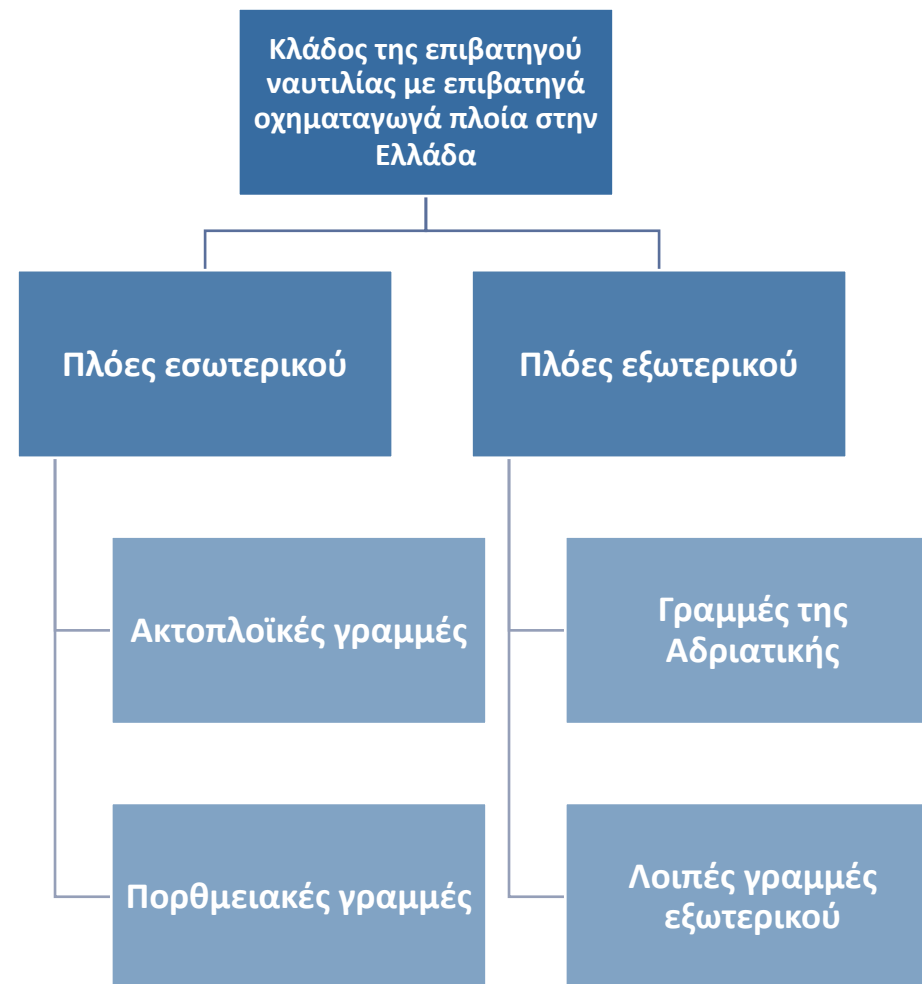 Κλάδος της επιβατηγού
ναυτιλίας με επιβατηγά
οχηματαγωγά πλοία στην
Ελλάδα
Πλόες εσωτερικού
Πλόες εξωτερικού
Ακτοπλοϊκές γραμμές
Γραμμές της
Αδριατικής
Πορθμειακές γραμμές
Λοιπές γραμμές
εξωτερικού